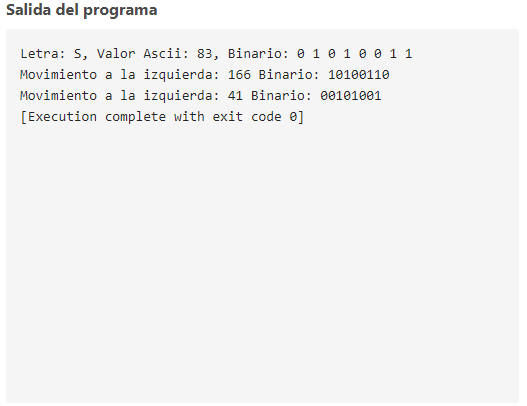 Salida del programa
Letra: S, Valor Ascii: 83, Binario: 0 1 0 1 0 0 1 1
Movimiento a la izquierda: 166 Binario: 10100110
Movimiento a la izquierda: 41 Binario: 00101001
[Execution complete with exit code 0]